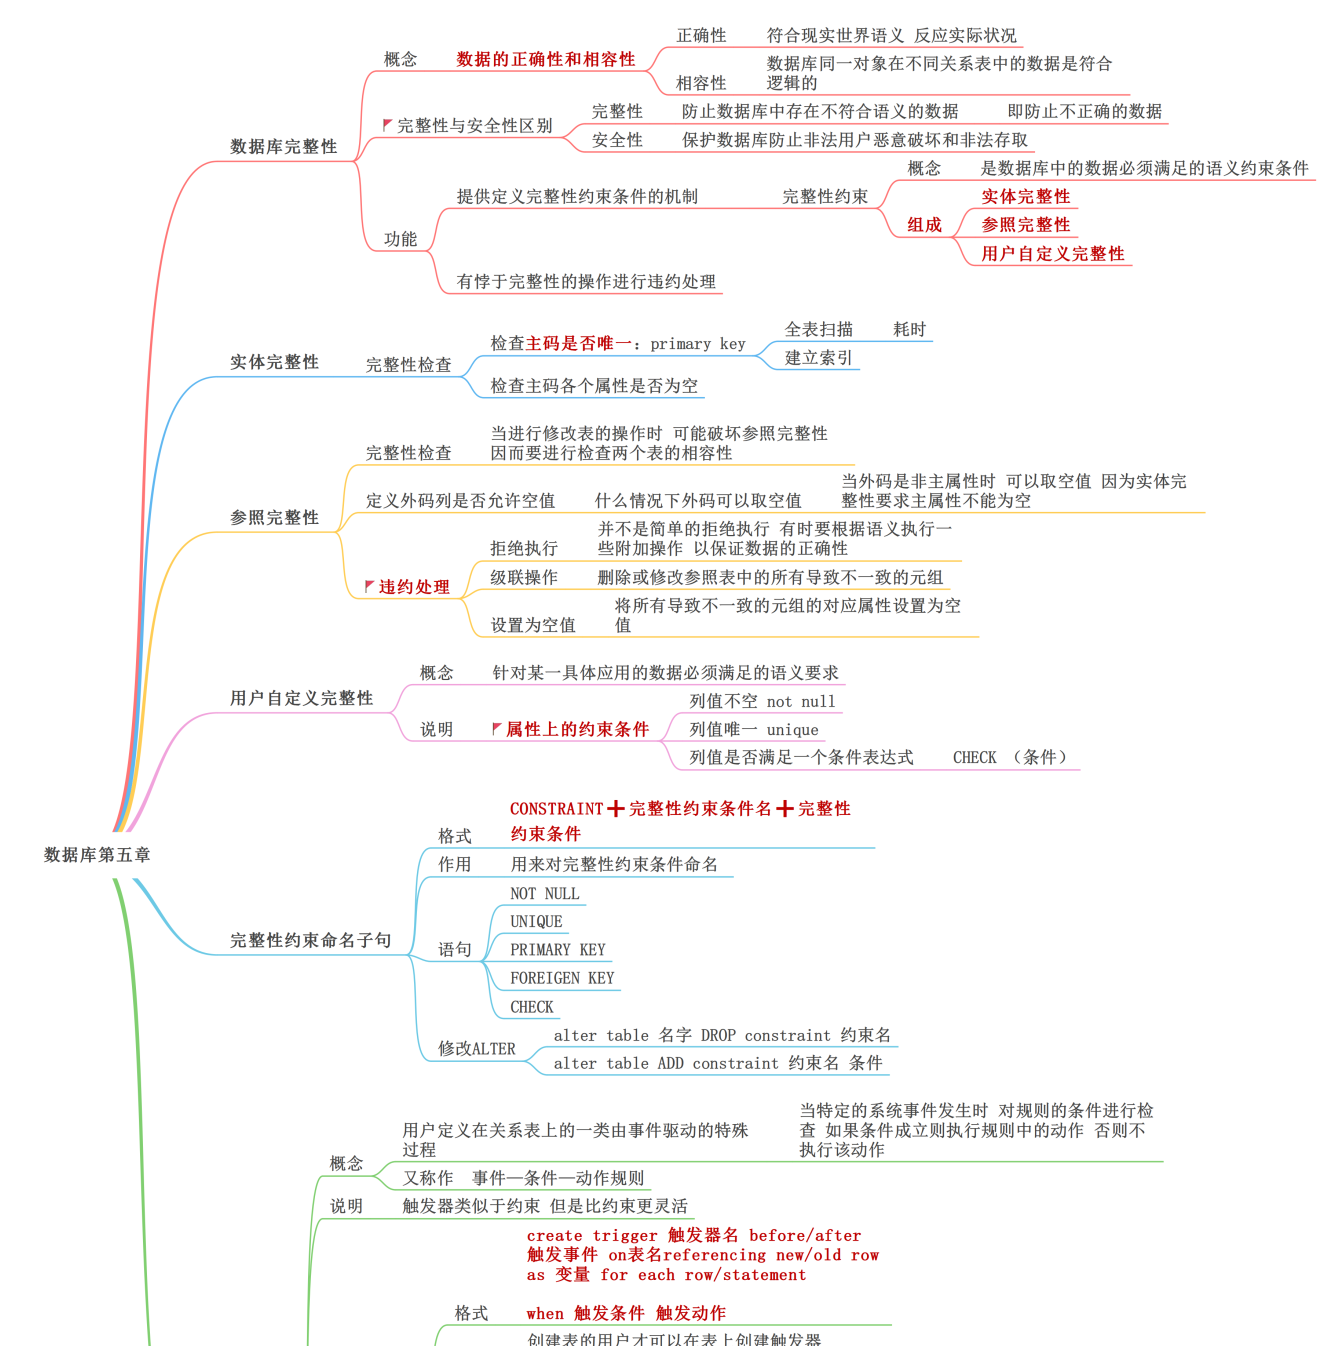 数据库第五章
数据库完整性
概念
数据的正确性和相容性
正确性
符合现实世界语义 反应实际状况
相容性
数据库同一对象在不同关系表中的数据是符合
逻辑的
完整性与安全性区别
完整性
防止数据库中存在不符合语义的数据
即防止不正确的数据
安全性
保护数据库防止非法用户恶意破坏和非法存取
功能
提供定义完整性约束条件的机制
完整性约束
概念
是数据库中的数据必须满足的语义约束条件
组成
实体完整性
参照完整性
用户自定义完整性
有悖于完整性的操作进行违约处理
实体完整性
完整性检查
检查主码是否唯一：primary key
全表扫描
耗时
建立索引
检查主码各个属性是否为空
参照完整性
完整性检查
当进行修改表的操作时 可能破坏参照完整性
因而要进行检查两个表的相容性
定义外码列是否允许空值
什么情况下外码可以取空值
当外码是非主属性时 可以取空值 因为实体完
整性要求主属性不能为空
违约处理
拒绝执行
并不是简单的拒绝执行 有时要根据语义执行一
些附加操作 以保证数据的正确性
级联操作
删除或修改参照表中的所有导致不一致的元组
设置为空值
将所有导致不一致的元组的对应属性设置为空
值
用户自定义完整性
概念
针对某一具体应用的数据必须满足的语义要求
说明
属性上的约束条件
列值不空 not null
列值唯一 unique
列值是否满足一个条件表达式
CHECK （条件）
完整性约束命名子句
格式
CONSTRAINT➕完整性约束条件名➕完整性
约束条件
作用
用来对完整性约束条件命名
语句
NOT NULL
UNIQUE
PRIMARY KEY
FOREIGEN KEY
CHECK
修改ALTER
alter table 名字 DROP constraint 约束名
alter table ADD constraint 约束名 条件
概念
用户定义在关系表上的一类由事件驱动的特殊
过程
当特定的系统事件发生时 对规则的条件进行检
查 如果条件成立则执行规则中的动作 否则不
执行该动作
又称作 事件—条件—动作规则
说明
触发器类似于约束 但是比约束更灵活
格式
create trigger 触发器名 before/after
触发事件 on表名referencing new/old row
as 变量 for each row/statement
when 触发条件 触发动作
创建表的用户才可以在表上创建触发器